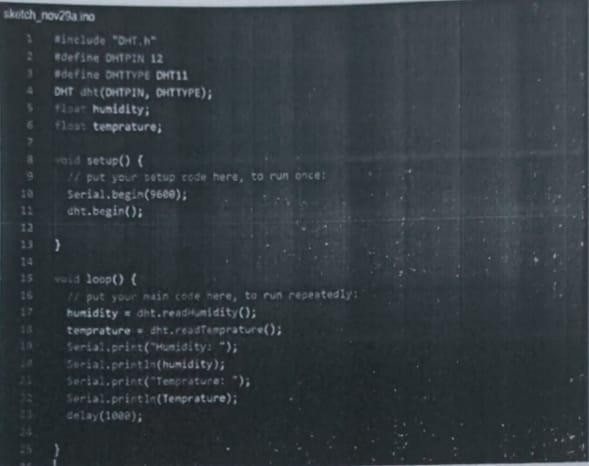 sketch_nov29a.ino
1 #include "DHT.h"
2 #define DHTPIN 12
3 #define DHTTYPE DHT11
4 DHT dht(DHTPIN, DHTTYPE);
5 float humidity;
6 float temprature;
7
8 void setup() {
9 // put your setup code here, to run once:
10 Serial.begin(9600);
11 dht.begin();
12
13 }
14
15 void loop() {
16 // put your main code here, to run repeatedly:
17 humidity = dht.readHumidity();
18 temprature = dht.readTemprature();
19 Serial.print("Humidity: ");
20 Serial.println(humidity);
21 Serial.print("Temprature: ");
22 Serial.println(Temprature);
23 delay(1000);
24
25 }